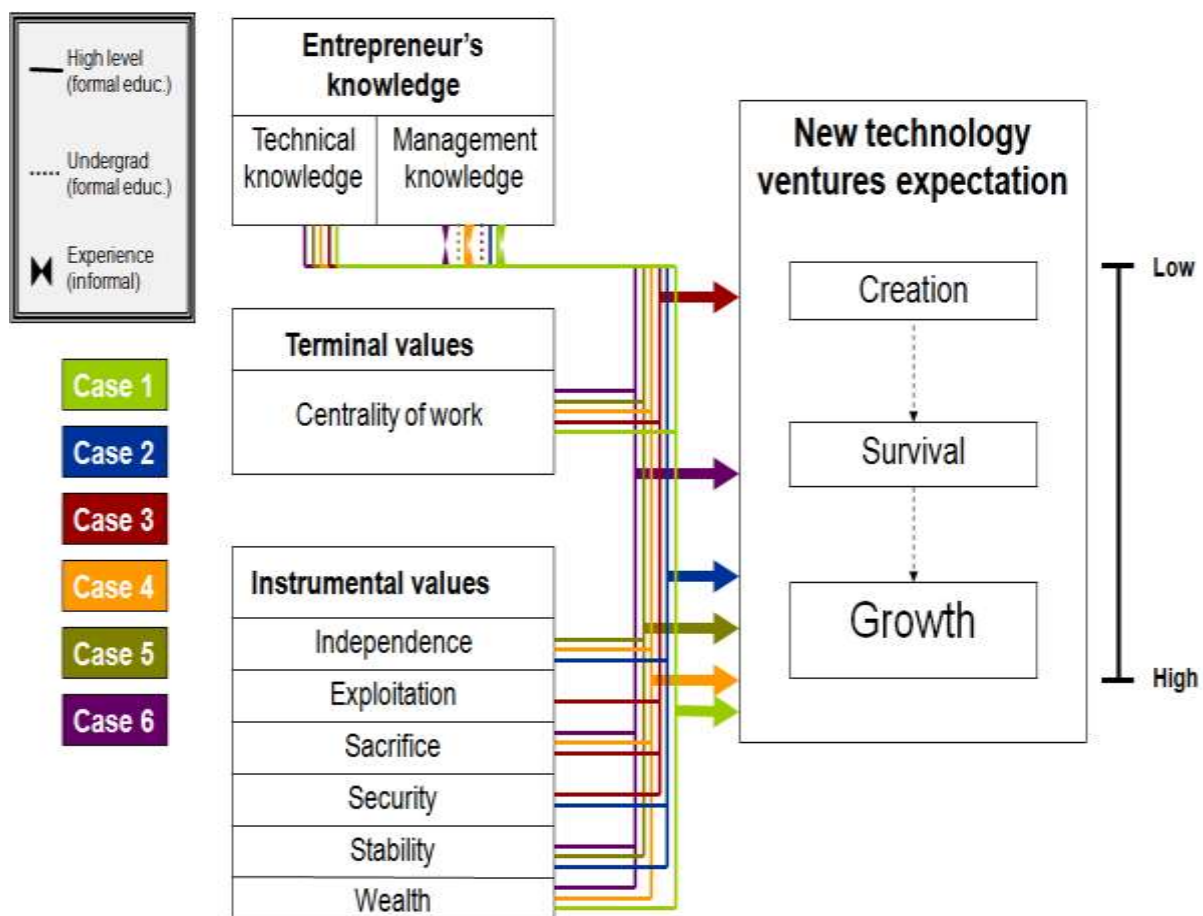 High level
(formal educ.)
Undergrad
(formal educ.)
Experience
(informal)
Case 1
Case 2
Case 3
Case 4
Case 5
Case 6
Entrepreneur's
knowledge
Technical
knowledge
Management
knowledge
Terminal values
Centrality of work
Instrumental values
Independence
Exploitation
Sacrifice
Security
Stability
Wealth
New technology
ventures expectation
Creation
Survival
Growth
Low
High